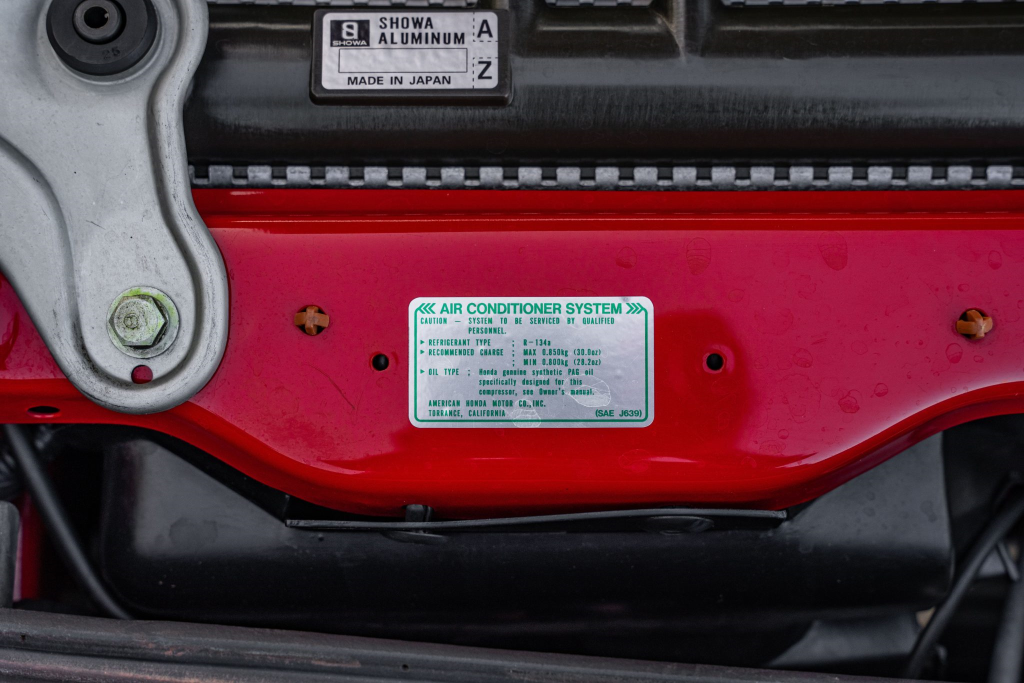 25
SHOWA
SHOWA
ALUMINUM
A
Z
MADE IN JAPAN
AIR CONDITIONER SYSTEM
CAUTION — SYSTEM TO BE SERVICED BY QUALIFIED
PERSONNEL.
▶ REFRIGERANT TYPE : R-134a
▶ RECOMMENDED CHARGE : MAX 0.850kg (30.0oz)
: MIN 0.800kg (28.2oz)
▶ OIL TYPE : Honda genuine synthetic PAG oil
specifically designed for this
compressor, see Owner's manual.
AMERICAN HONDA MOTOR CO.,INC.
TORRANCE, CALIFORNIA (SAE J639)